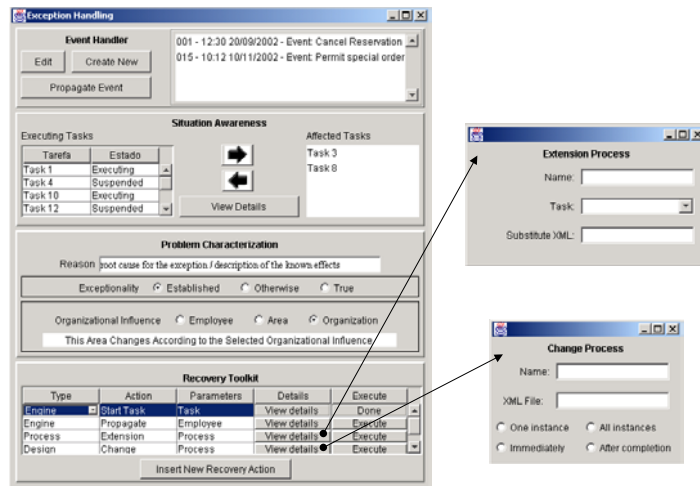 Exception Handling
Event Handler
Edit
Create New
Propagate Event
001 - 12:30 20/09/2002 - Event: Cancel Reservation
015 - 10:12 10/11/2002 - Event: Permit special order
Situation Awareness
Executing Tasks
Tarefa Estado
Task 1 Executing
Task 4 Suspended
Task 10 Executing
Task 12 Suspended
View Details
Affected Tasks
Task 3
Task 8
Problem Characterization
Reason root cause for the exception / description of the known effects
Exceptionality Established Otherwise True
Organizational Influence Employee Area Organization
This Area Changes According to the Selected Organizational Influence
Recovery Toolkit
Type Action Parameters Details Execute
Engine Start Task Task View details Done
Engine Propagate Employee View details Execute
Process Extension Process View details Execute
Design Change Process View details Execute
Insert New Recovery Action
Extension Process
Name:
Task:
Substitute XML:
Change Process
Name:
XML File:
One instance All instances
Immediately After completion